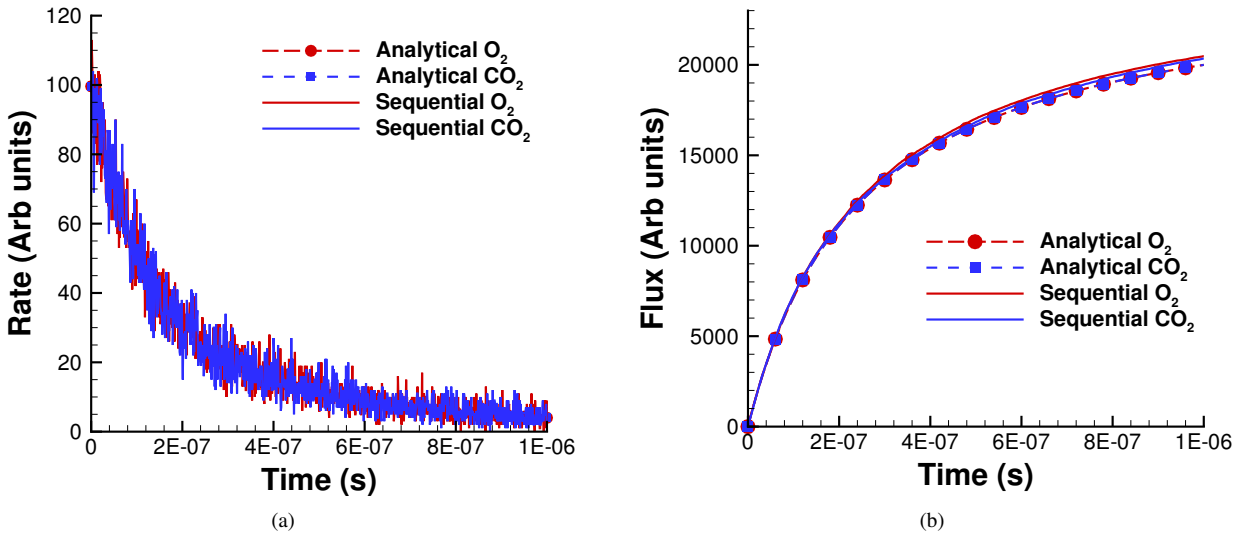 120
100
80
60
40
20
0
Rate (Arb units)
Analytical O2
Analytical CO2
Sequential O2
Sequential CO2
0 2E-07 4E-07 6E-07 8E-07 1E-06
Time (s)
(a)
20000
15000
10000
5000
0
Flux (Arb units)
Analytical O2
Analytical CO2
Sequential O2
Sequential CO2
0 2E-07 4E-07 6E-07 8E-07 1E-06
Time (s)
(b)